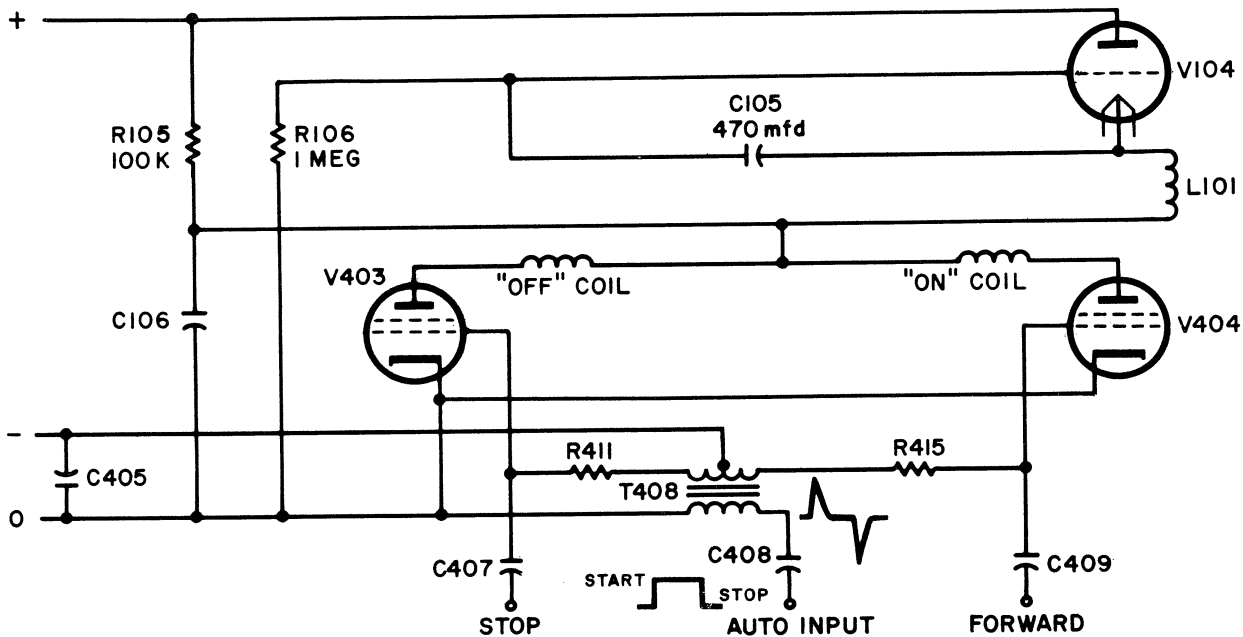 +
V104
C105
470 mfd
R105
100 K
R106
1 MEG
L101
V403
"OFF" COIL
"ON" COIL
C106
V404
-
R411
R415
C405
T408
0
C407
C408
C409
START
STOP
STOP
AUTO INPUT
FORWARD